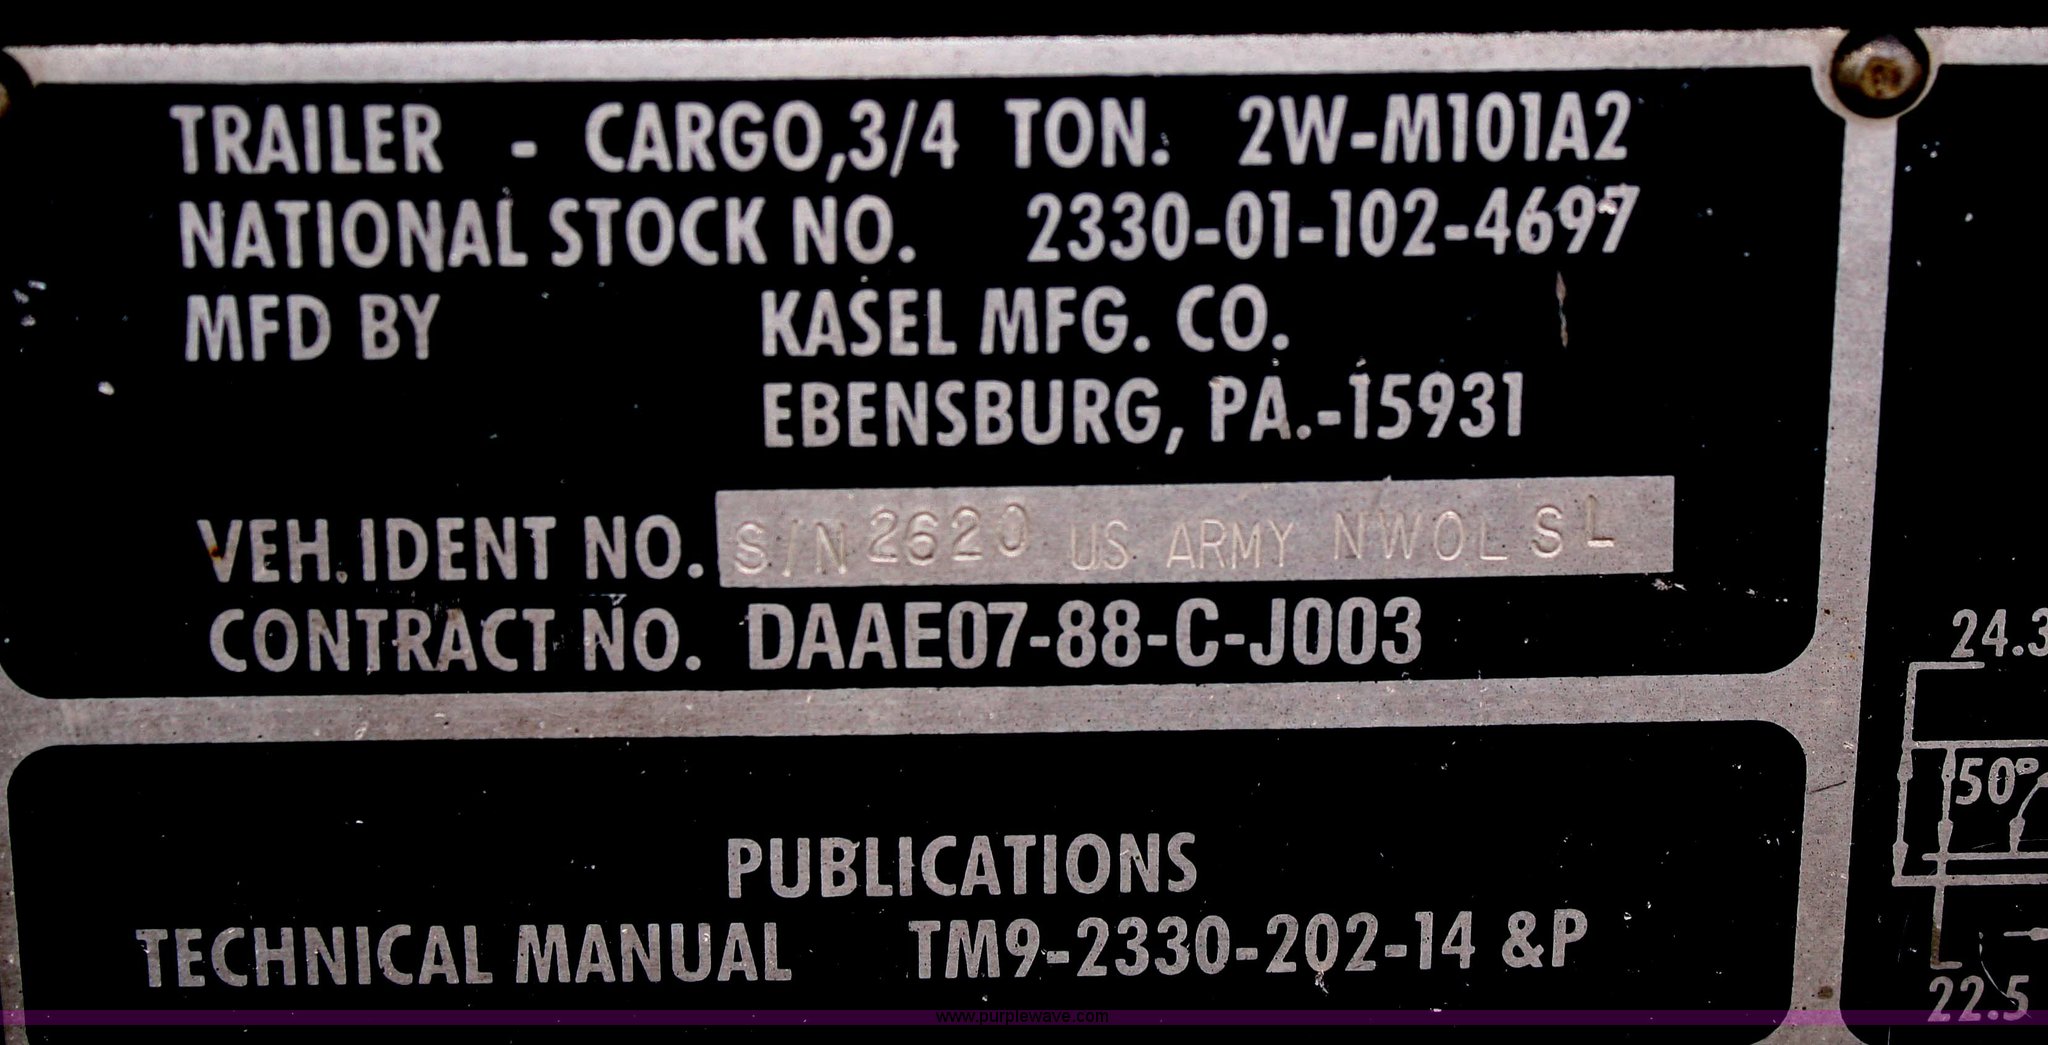 TRAILER - CARGO,3/4 TON. 2W-M101A2
NATIONAL STOCK NO. 2330-01-102-4697
MFD BY KASEL MFG. CO.
EBENSBURG, PA.-15931
VEH. IDENT NO. S/N 2620 US ARMY NWOL SL
CONTRACT NO. DAAE07-88-C-J003
PUBLICATIONS
TECHNICAL MANUAL TM9-2330-202-14 &P
24.3
50°
22.5
www.purplewave.com